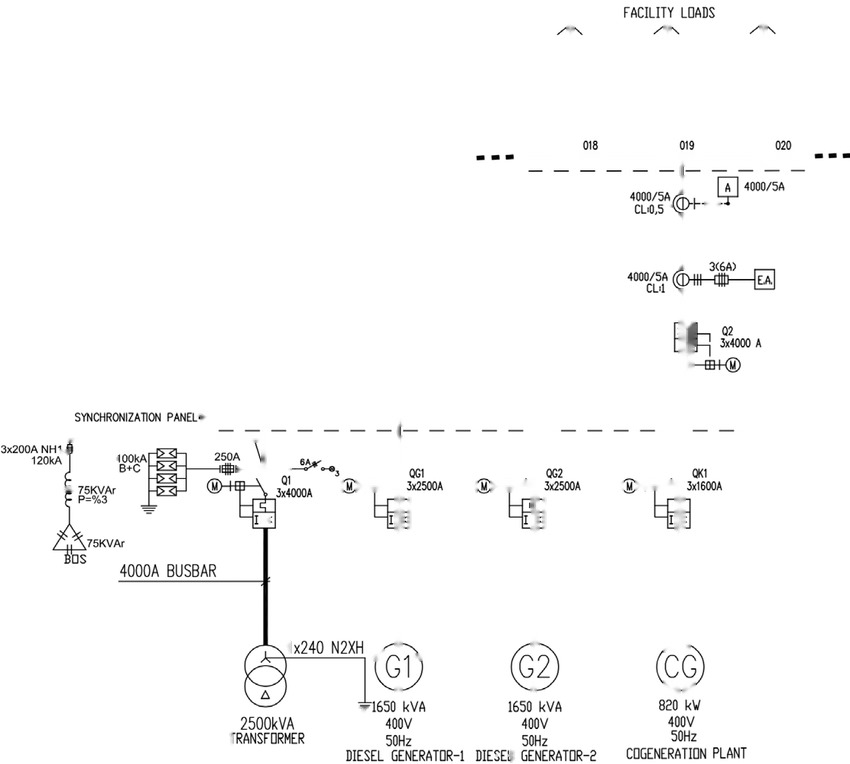 FACILITY LOADS
018 019 020
A 4000/5A
4000/5A
CL:0,5
3(6A)
4000/5A E.A.
CL:1
Q2
3x4000 A
M
SYNCHRONIZATION PANEL
3x200A NH1
120kA
100kA
B+C
250A
6A
3
75KVAr
P=%3
M
Q1
3x4000A
M
QG1
3x2500A
M
QG2
3x2500A
M
QK1
3x1600A
I I I I
75KVAr
BOS
4000A BUSBAR
1x240 N2XH
G1 G2 CG
2500kVA
TRANSFORMER
1650 kVA
400V
50Hz
DIESEL GENERATOR-1
1650 kVA
400V
50Hz
DIESEL GENERATOR-2
820 kW
400V
50Hz
COGENERATION PLANT